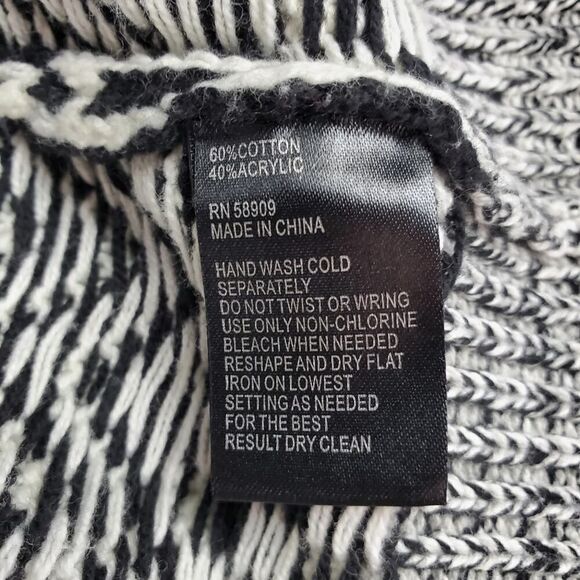 60%COTTON
40%ACRYLIC
RN 58909
MADE IN CHINA
HAND WASH COLD
SEPARATELY
DO NOT TWIST OR WRING
USE ONLY NON-CHLORINE
BLEACH WHEN NEEDED
RESHAPE AND DRY FLAT
IRON ON LOWEST
SETTING AS NEEDED
FOR THE BEST
RESULT DRY CLEAN